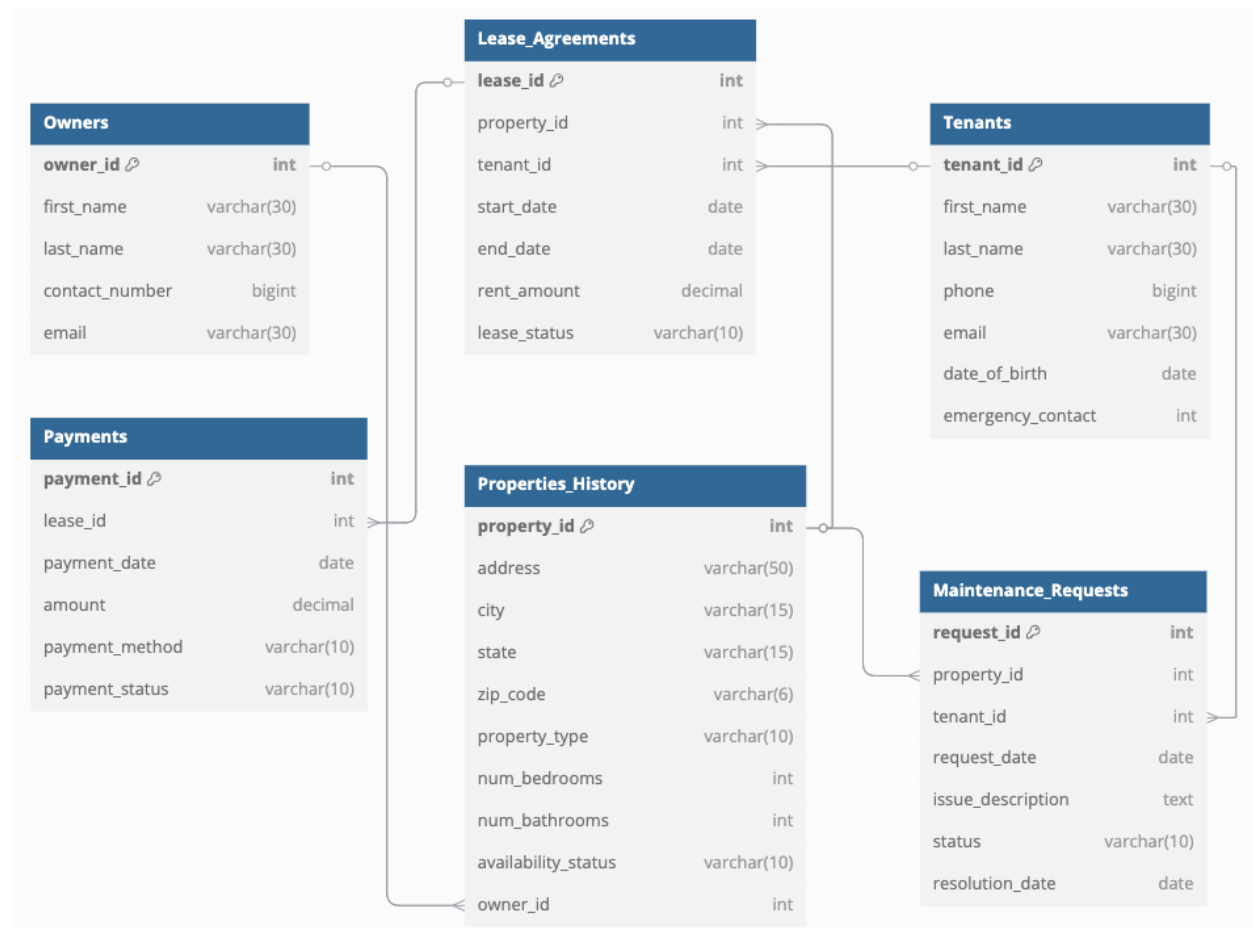 Lease_Agreements
lease_id int
property_id int
tenant_id int
start_date date
end_date date
rent_amount decimal
lease_status varchar(10)
Owners
owner_id int
first_name varchar(30)
last_name varchar(30)
contact_number bigint
email varchar(30)
Tenants
tenant_id int
first_name varchar(30)
last_name varchar(30)
phone bigint
email varchar(30)
date_of_birth date
emergency_contact int
Payments
payment_id int
lease_id int
payment_date date
amount decimal
payment_method varchar(10)
payment_status varchar(10)
Properties_History
property_id int
address varchar(50)
city varchar(15)
state varchar(15)
zip_code varchar(6)
property_type varchar(10)
num_bedrooms int
num_bathrooms int
availability_status varchar(10)
owner_id int
Maintenance_Requests
request_id int
property_id int
tenant_id int
request_date date
issue_description text
status varchar(10)
resolution_date date